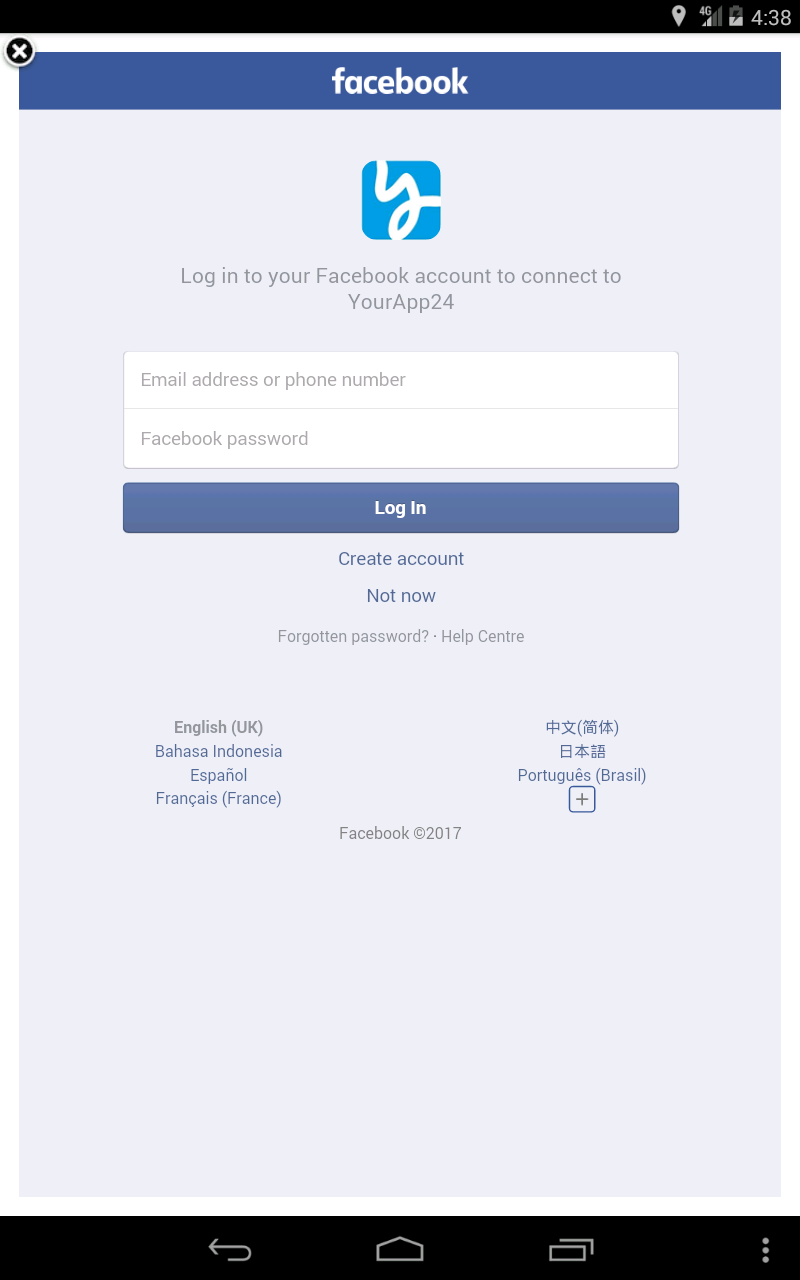 4G 4:38
facebook
Log in to your Facebook account to connect to
YourApp24
Email address or phone number
Facebook password
Log In
Create account
Not now
Forgotten password? · Help Centre
English (UK)
Bahasa Indonesia
Español
Français (France)
中文(简体)
日本語
Português (Brasil)
Facebook ©2017